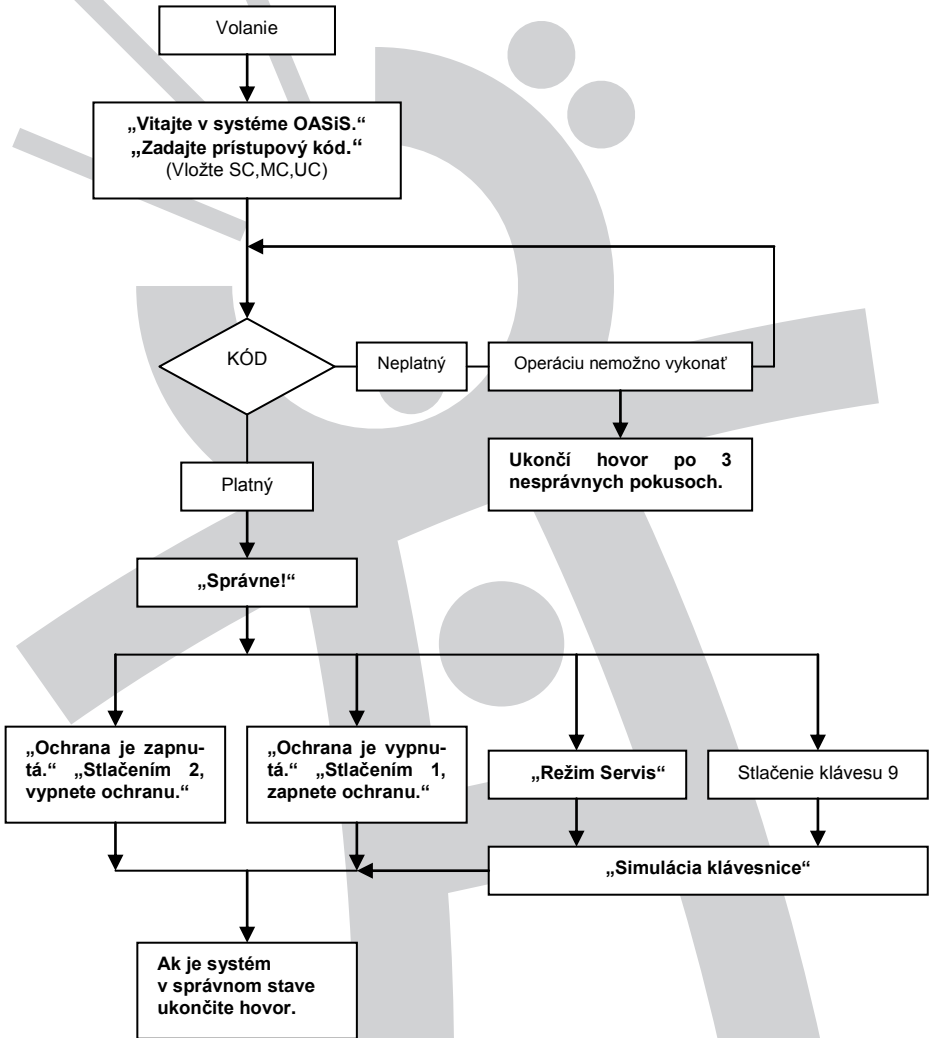 Volanie
„Vitajte v systéme OASiS.“
„Zadajte prístupový kód.“
(Vložte SC,MC,UC)
KÓD
Neplatný
Operáciu nemožno vykonať
Ukončí hovor po 3
nesprávnych pokusoch.
Platný
„Správne!“
„Ochrana je zapnu-
tá.“ „Stlačením 2,
vypnete ochranu.“
„Ochrana je vypnu-
tá.“ „Stlačením 1,
zapnete ochranu.“
„Režim Servis“
Stlačenie klávesu 9
„Simulácia klávesnice“
Ak je systém
v správnom stave
ukončite hovor.